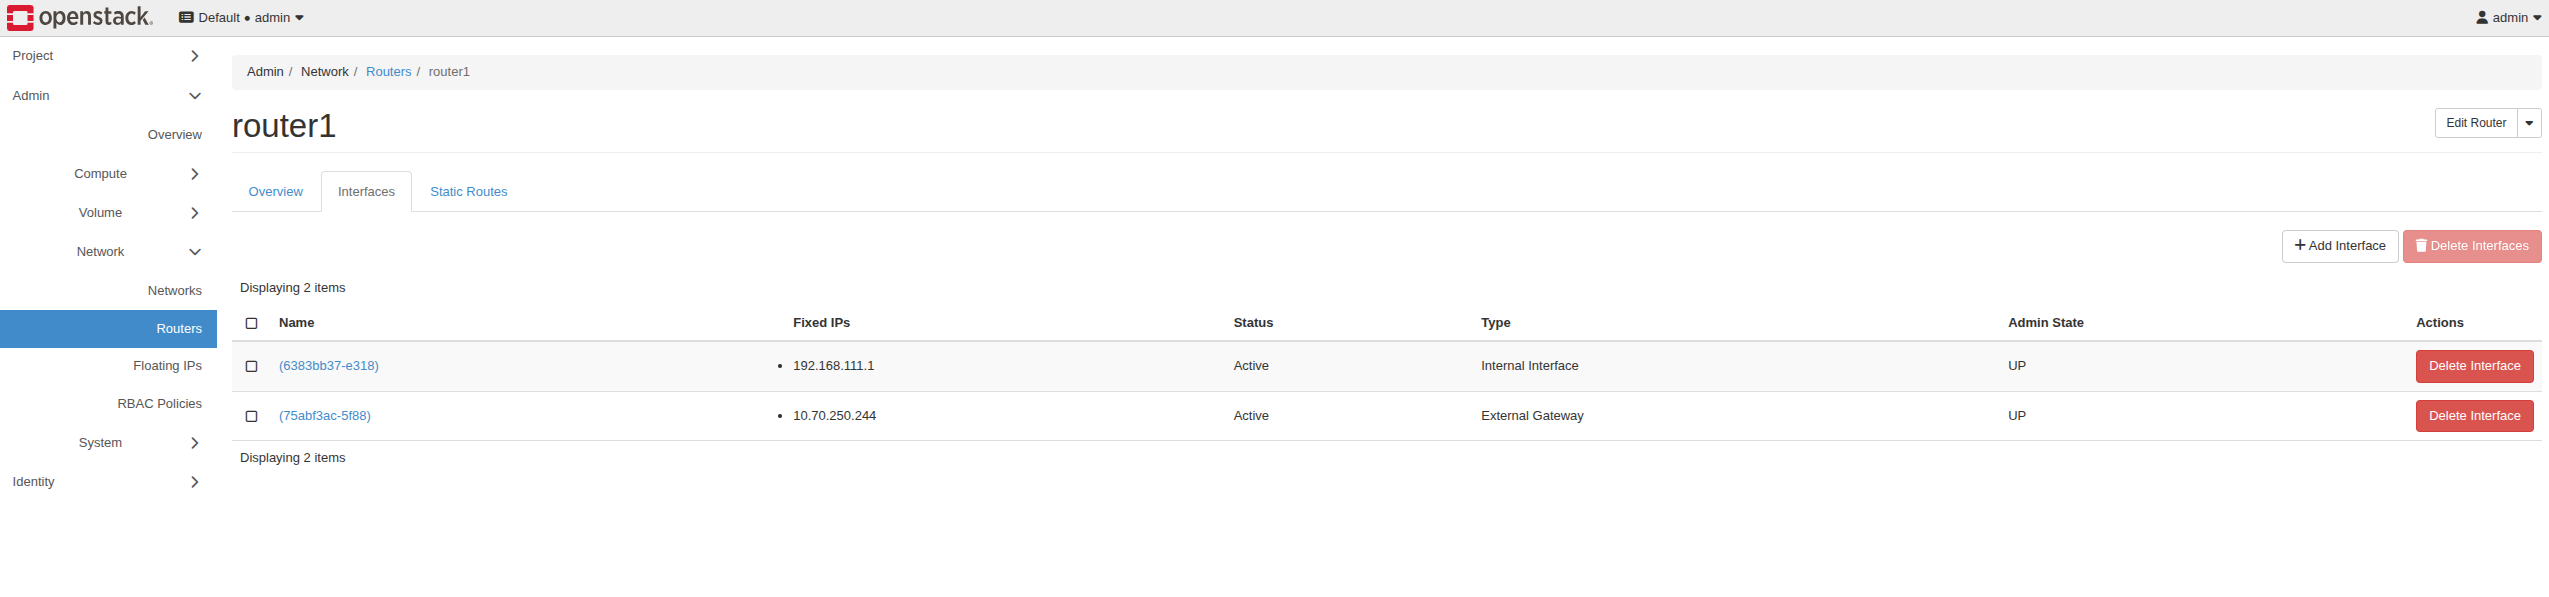 openstack. Default ● admin admin
Project
Admin
Overview
Compute
Volume
Network
Networks
Routers
Floating IPs
RBAC Policies
System
Identity
Admin / Network / Routers / router1
router1
Edit Router
Overview Interfaces Static Routes
+ Add Interface Delete Interfaces
Displaying 2 items
Name Fixed IPs Status Type Admin State Actions
(6383bb37-e318) • 192.168.111.1 Active Internal Interface UP Delete Interface
(75abf3ac-5f88) • 10.70.250.244 Active External Gateway UP Delete Interface
Displaying 2 items